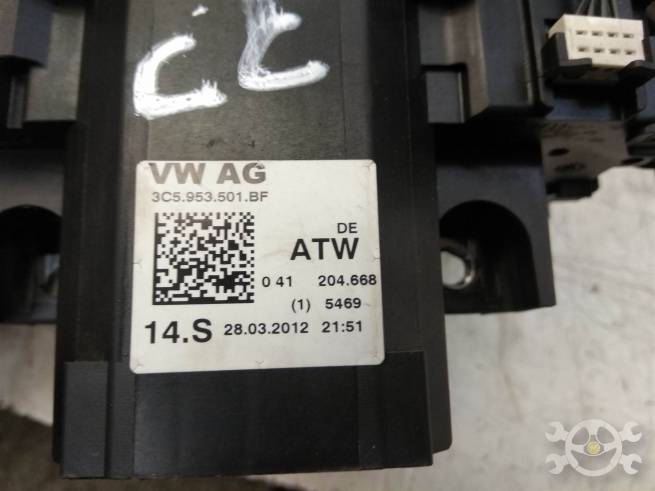 VW AG
3C5.953.501.BF
DE
ATW
0 41 204.668
(1) 5469
14.S 28.03.2012 21:51